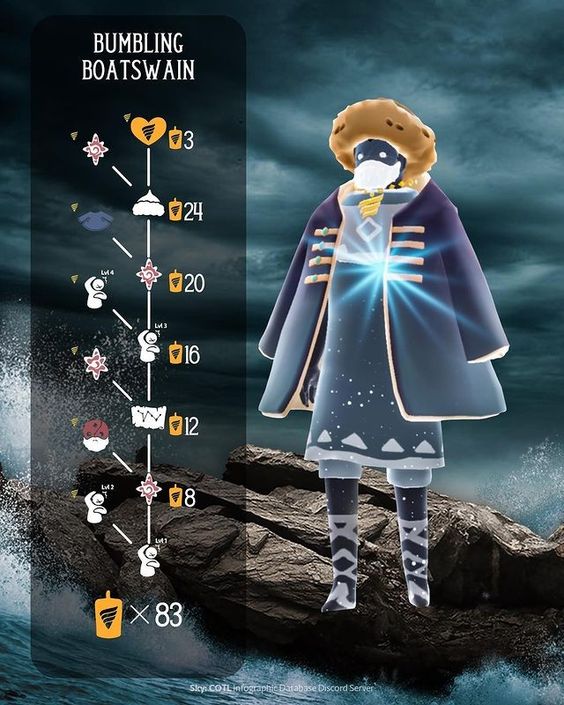 BUMBLING
BOATSWAIN
3
24
20
Lvl 4
Lvl 3
16
12
8
Lvl 2
Lvl 1
× 83
Sky: COTL Infographic Database Discord Server